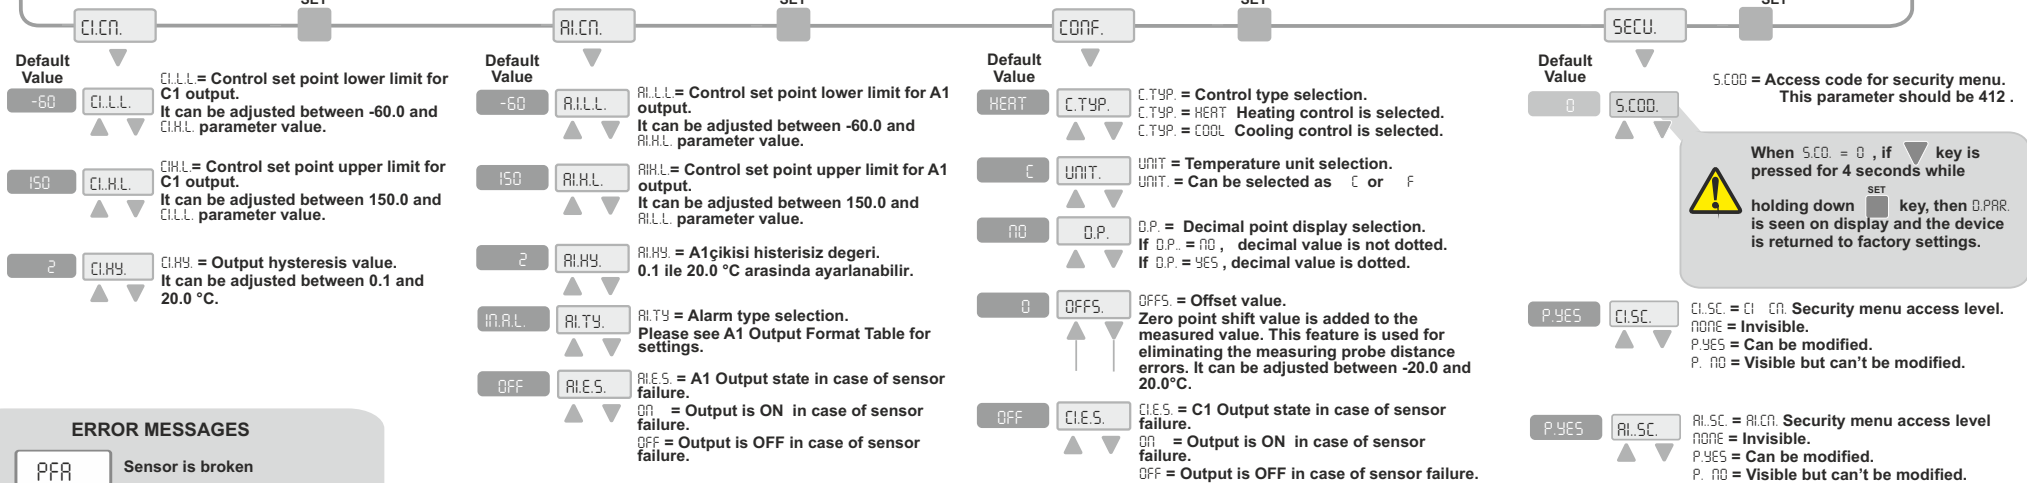 SET
SET
SET
SET
C1.CN.
Default
Value
-60
C1.L.L.
C1.L.L.= Control set point lower limit for
C1 output.
It can be adjusted between -60.0 and
C1.H.L. parameter value.
150
C1.H.L.
C1H.L.= Control set point upper limit for
C1 output.
It can be adjusted between 150.0 and
C1.L.L. parameter value.
2
C1.HY.
C1.HY. = Output hysteresis value.
It can be adjusted between 0.1 and
20.0 °C.
ERROR MESSAGES
PFA
Sensor is broken
A1.CN.
Default
Value
-60
A.1.L.L.
A1.L.L.= Control set point lower limit for A1
output.
It can be adjusted between -60.0 and
A1.H.L. parameter value.
150
A1.H.L.
A1H.L.= Control set point upper limit for A1
output.
It can be adjusted between 150.0 and
A1.L.L. parameter value.
2
A1.HY.
A1.HY. = A1çikisi histerisiz degeri.
0.1 ile 20.0 °C arasinda ayarlanabilir.
IN.A.L.
A1.TY.
A1.TY = Alarm type selection.
Please see A1 Output Format Table for
settings.
OFF
A1.E.S.
A1.E.S. = A1 Output state in case of sensor
failure.
ON = Output is ON in case of sensor
failure.
OFF = Output is OFF in case of sensor
failure.
CONF.
Default
Value
HEAT
C.TYP.
C.TYP. = Control type selection.
C.TYP. = HEAT Heating control is selected.
C.TYP. = COOL Cooling control is selected.
C
UNIT.
UNIT = Temperature unit selection.
UNIT. = Can be selected as C or F
NO
D.P.
D.P. = Decimal point display selection.
If D.P.. = NO , decimal value is not dotted.
If D.P. = YES , decimal value is dotted.
0
OFFS.
OFFS. = Offset value.
Zero point shift value is added to the
measured value. This feature is used for
eliminating the measuring probe distance
errors. It can be adjusted between -20.0 and
20.0°C.
OFF
C1.E.S.
C1.E.S. = C1 Output state in case of sensor
failure.
ON = Output is ON in case of sensor
failure.
OFF = Output is OFF in case of sensor failure.
SECU.
Default
Value
0
S.COD.
S.COD = Access code for security menu.
This parameter should be 412 .
When S.CO. = 0 , if key is
pressed for 4 seconds while
SET
holding down key, then D.PAR.
is seen on display and the device
is returned to factory settings.
P.YES
C1.SC.
C1..SC. = C1 CN. Security menu access level.
NONE = Invisible.
P.YES = Can be modified.
P. NO = Visible but can't be modified.
P.YES
A1..SC.
A1..SC. = A1.CN. Security menu access level
NONE = Invisible.
P.YES = Can be modified.
P. NO = Visible but can't be modified.